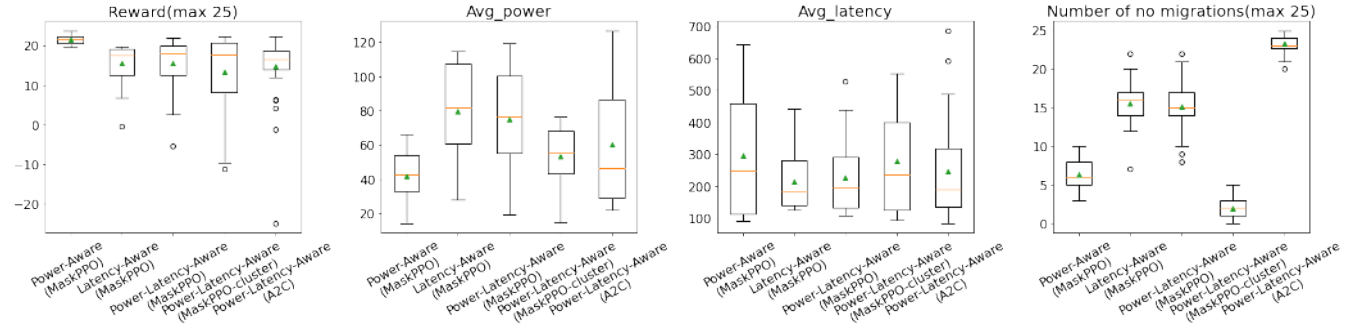 Reward(max 25)
20
10
0
−10
−20
Power-Aware
(MaskPPO)
Latency-Aware
(MaskPPO)
Power-Latency-Aware
(MaskPPO)
Power-Latency-Aware
(MaskPPO-cluster)
Power-Latency-Aware
(A2C)
Avg_power
120
100
80
60
40
20
Power-Aware
(MaskPPO)
Latency-Aware
(MaskPPO)
Power-Latency-Aware
(MaskPPO)
Power-Latency-Aware
(MaskPPO-cluster)
Power-Latency-Aware
(A2C)
Avg_latency
700
600
500
400
300
200
100
Power-Aware
(MaskPPO)
Latency-Aware
(MaskPPO)
Power-Latency-Aware
(MaskPPO)
Power-Latency-Aware
(MaskPPO-cluster)
Power-Latency-Aware
(A2C)
Number of no migrations(max 25)
25
20
15
10
5
0
Power-Aware
(MaskPPO)
Latency-Aware
(MaskPPO)
Power-Latency-Aware
(MaskPPO)
Power-Latency-Aware
(MaskPPO-cluster)
Power-Latency-Aware
(A2C)